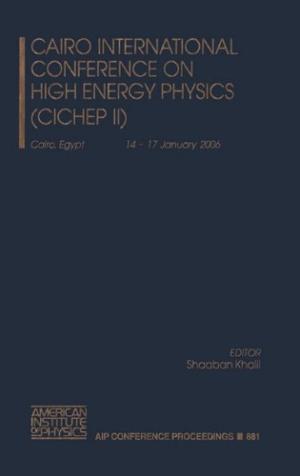 CAIRO INTERNATIONAL
CONFERENCE ON
HIGH ENERGY PHYSICS
(CICHEP II)
Cairo, Egypt 14 - 17 January 2006
EDITOR
Shaaban Khalil
AMERICAN
INSTITUTE
OF PHYSICS
AIP CONFERENCE PROCEEDINGS 881